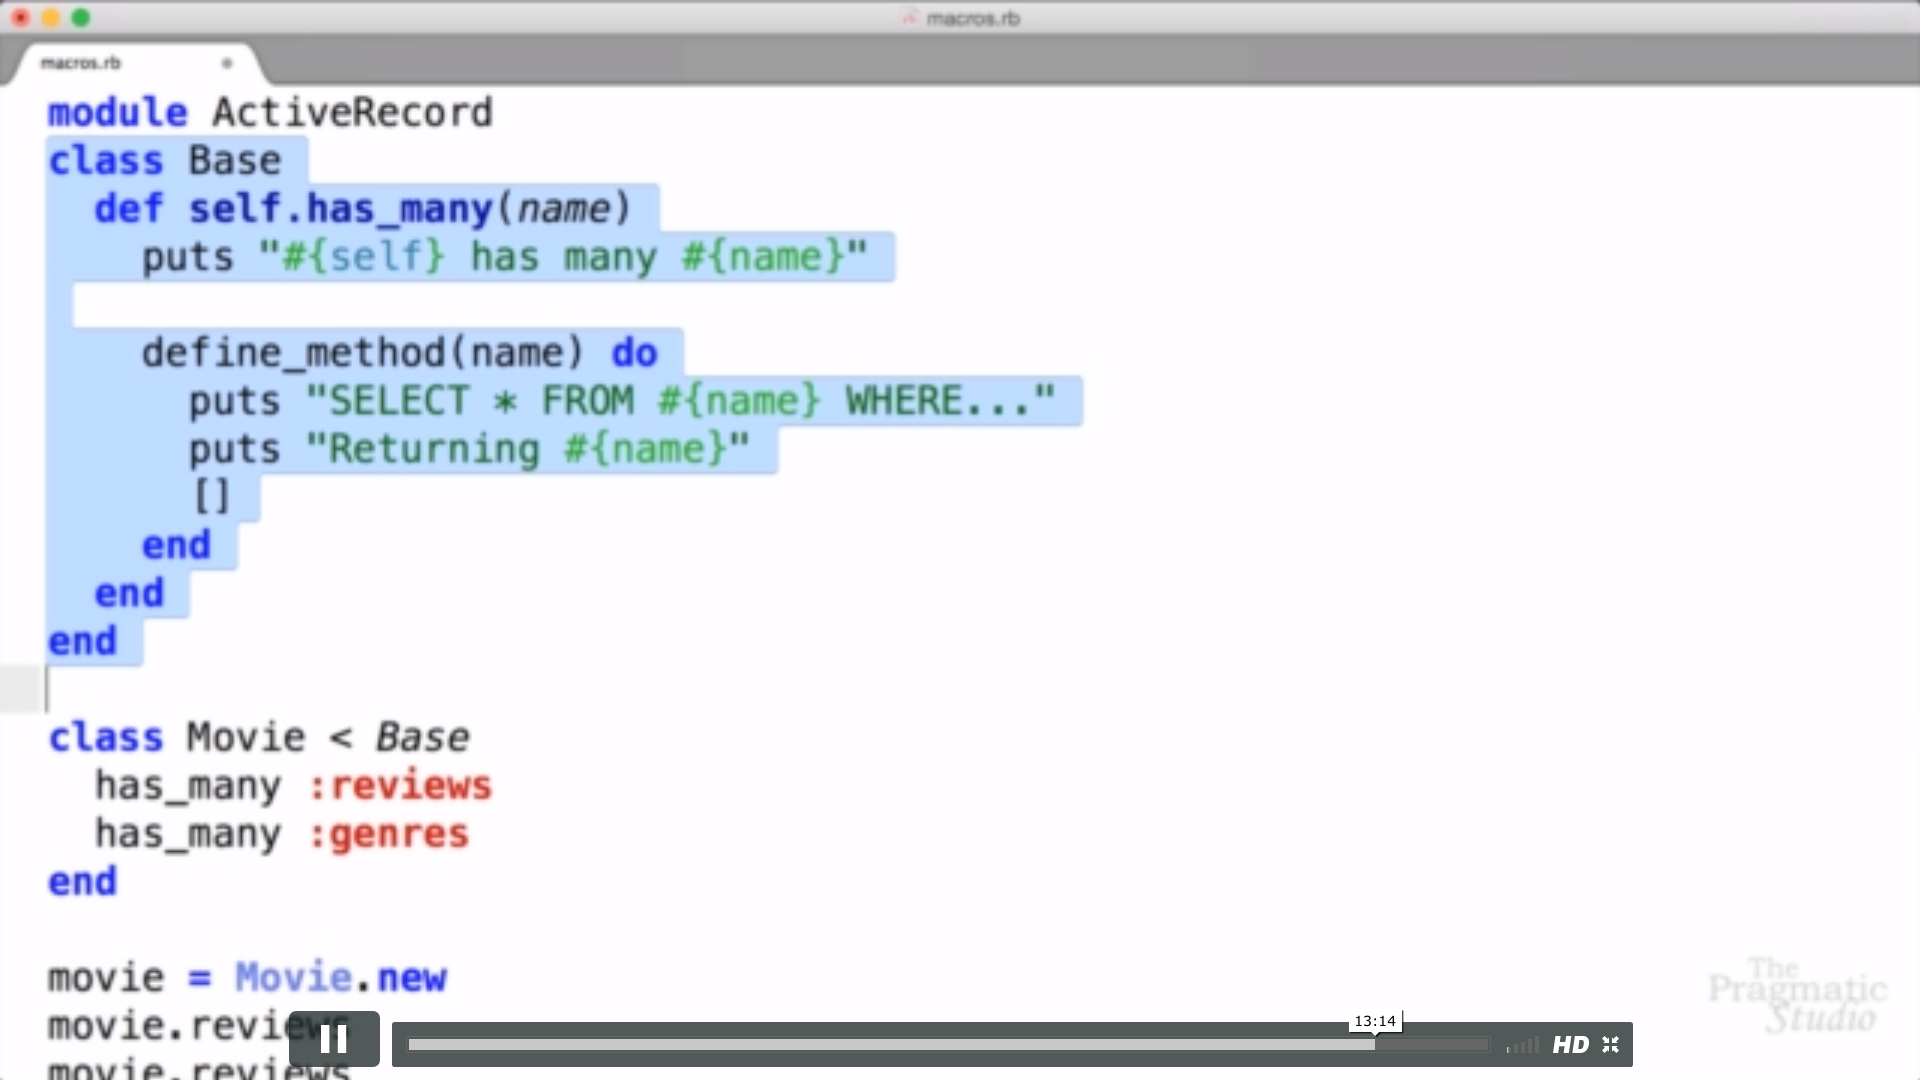 macros.rb
macros.rb
module ActiveRecord
class Base
  def self.has_many(name)
    puts "#{self} has many #{name}"

    define_method(name) do
      puts "SELECT * FROM #{name} WHERE..."
      puts "Returning #{name}"
      []
    end
  end
end

class Movie < Base
  has_many :reviews
  has_many :genres
end

movie = Movie.new
movie.reviews
movie.reviews
13:14
HD
The
Pragmatic
Studio